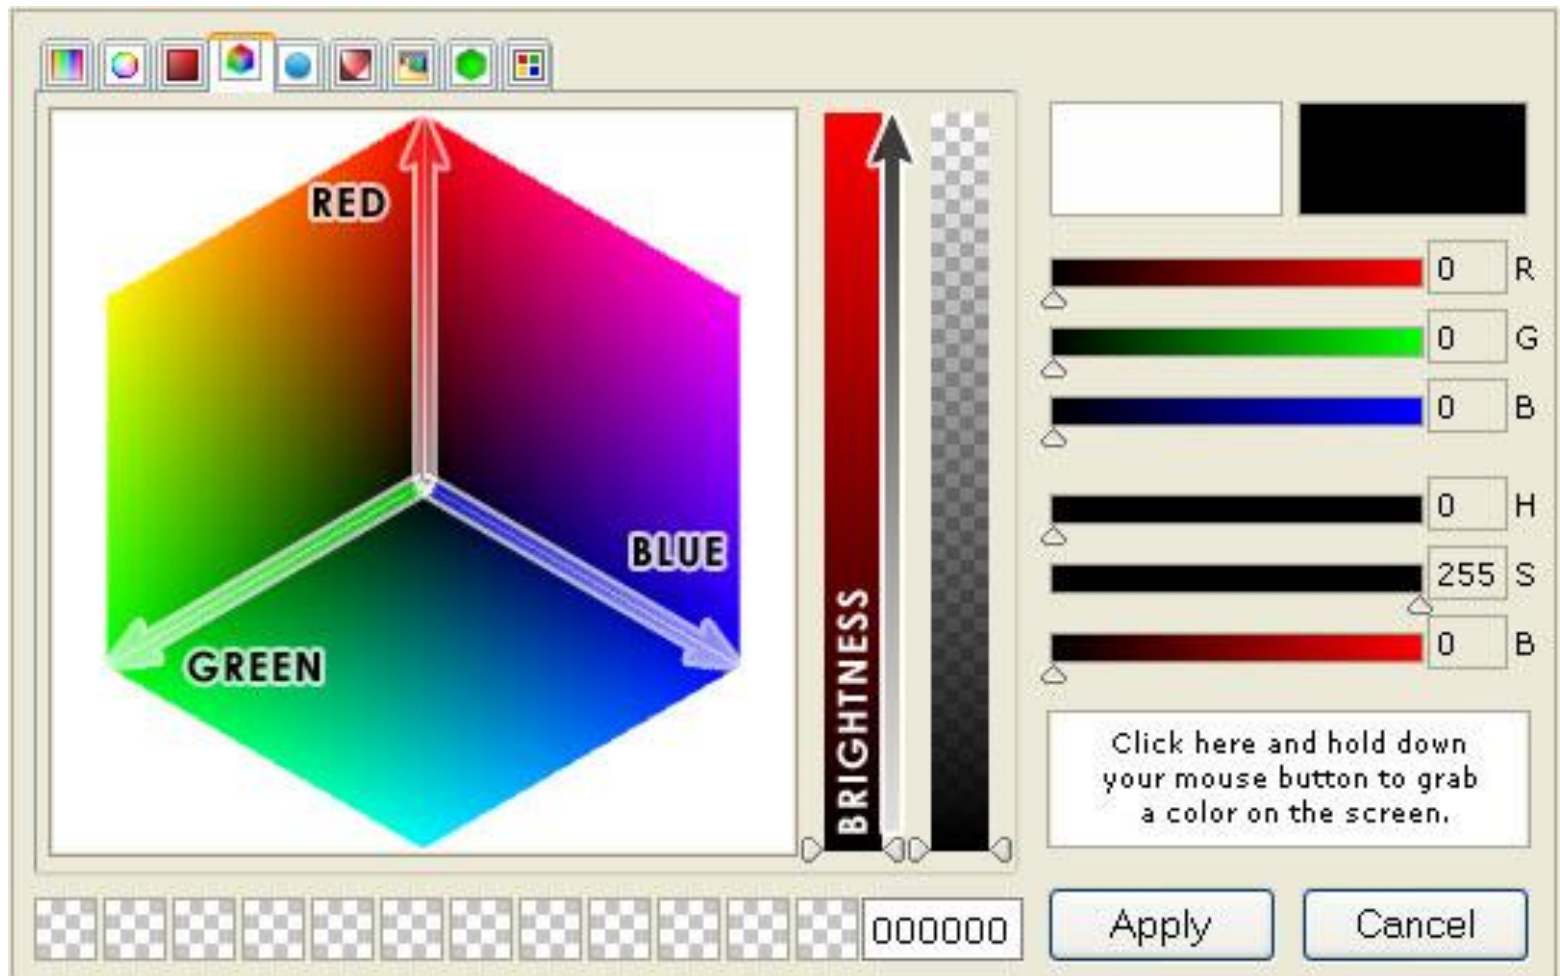 RED
BLUE
GREEN
BRIGHTNESS
0 R
0 G
0 B
0 H
255 S
0 B
Click here and hold down
your mouse button to grab
a color on the screen.
000000
Apply
Cancel